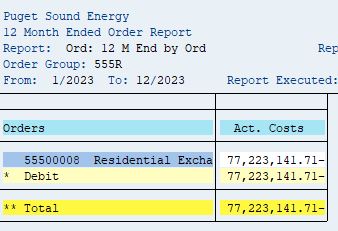 Puget Sound Energy
12 Month Ended Order Report
Report: Ord: 12 M End by Ord Rep
Order Group: 555R
From: 1/2023 To: 12/2023 Report Executed:
Orders Act. Costs
55500008 Residential Excha 77,223,141.71-
* Debit 77,223,141.71-
** Total 77,223,141.71-